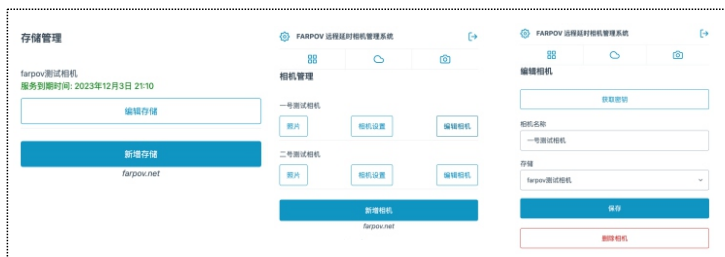 存储管理
farpov测试相机
服务到期时间: 2023年12月3日 21:10
编辑存储
新增存储
farpov.net
FARPOV 远程延时相机管理系统
相机管理
一号测试相机
照片 相机设置 编辑相机
二号测试相机
照片 相机设置 编辑相机
新增相机
farpov.net
FARPOV 远程延时相机管理系统
编辑相机
获取密钥
相机名称
一号测试相机
存储
farpov测试相机
保存
删除相机